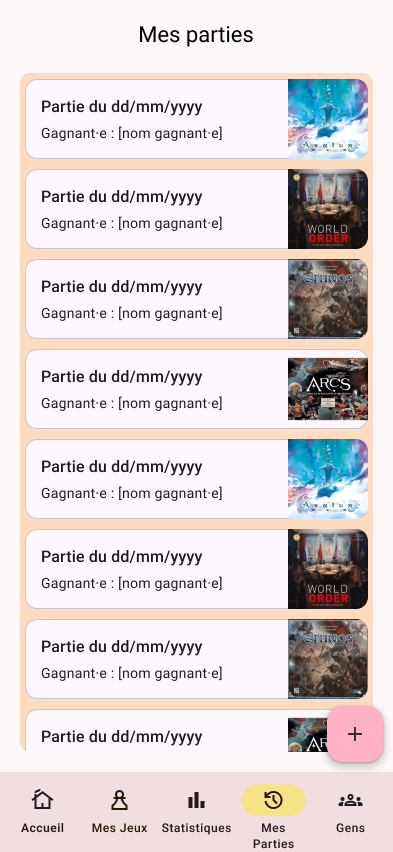 Mes parties
Partie du dd/mm/yyyy
Gagnant·e : [nom gagnant·e]
Avalon
Partie du dd/mm/yyyy
Gagnant·e : [nom gagnant·e]
WORLD
ORDER
Partie du dd/mm/yyyy
Gagnant·e : [nom gagnant·e]
Partie du dd/mm/yyyy
Gagnant·e : [nom gagnant·e]
ARCS
Partie du dd/mm/yyyy
Gagnant·e : [nom gagnant·e]
Avalon
Partie du dd/mm/yyyy
Gagnant·e : [nom gagnant·e]
WORLD
ORDER
Partie du dd/mm/yyyy
Gagnant·e : [nom gagnant·e]
Partie du dd/mm/yyyy
+
Accueil
Mes Jeux
Statistiques
Mes
Parties
Gens